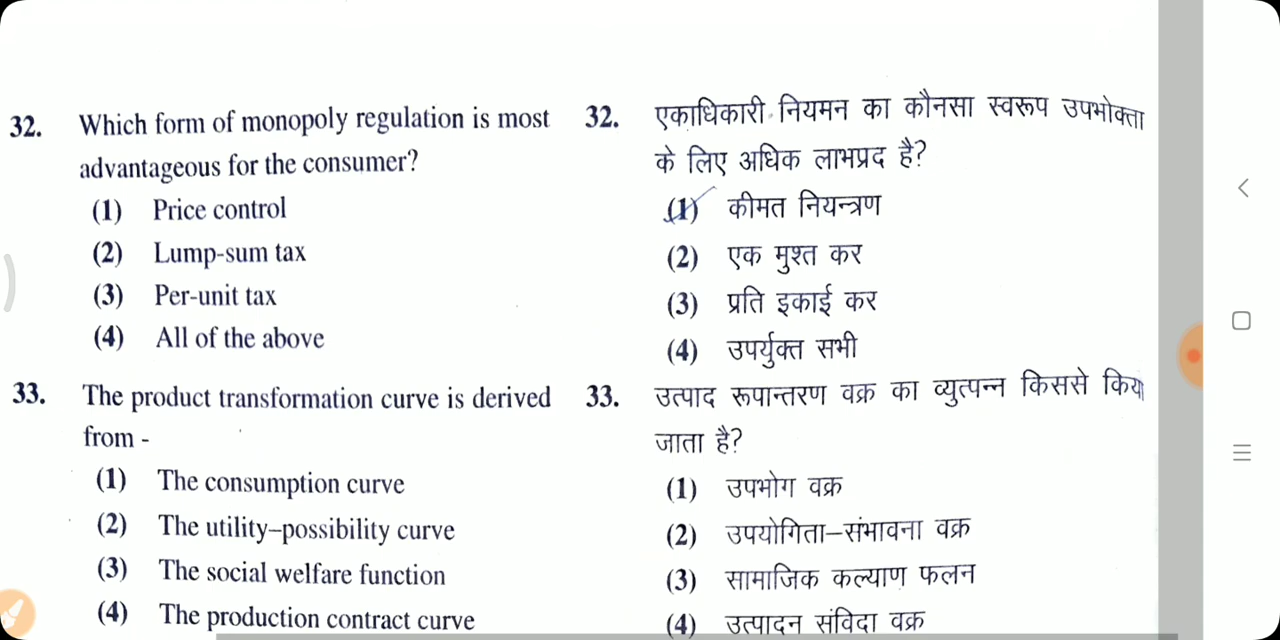 32. Which form of monopoly regulation is most
advantageous for the consumer?
(1) Price control
(2) Lump-sum tax
(3) Per-unit tax
(4) All of the above
33. The product transformation curve is derived
from -
(1) The consumption curve
(2) The utility–possibility curve
(3) The social welfare function
(4) The production contract curve
32. एकाधिकारी नियमन का कौनसा स्वरूप उपभोक्ता
के लिए अधिक लाभप्रद है?
(1) कीमत नियन्त्रण
(2) एक मुश्त कर
(3) प्रति इकाई कर
(4) उपर्युक्त सभी
33. उत्पाद रूपान्तरण वक्र का व्युत्पन्न किससे किया
जाता है?
(1) उपभोग वक्र
(2) उपयोगिता–संभावना वक्र
(3) सामाजिक कल्याण फलन
(4) उत्पादन संविदा वक्र